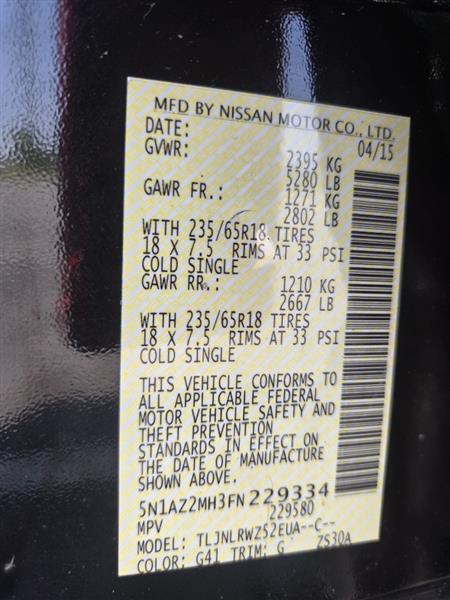 MFD BY NISSAN MOTOR CO., LTD.
DATE: 04/15
GVWR: 2395 KG
5280 LB
GAWR FR.: 1271 KG
2802 LB
WITH 235/65R18 TIRES
18 X 7.5 RIMS AT 33 PSI
COLD SINGLE
GAWR RR.: 1210 KG
2667 LB
WITH 235/65R18 TIRES
18 X 7.5 RIMS AT 33 PSI
COLD SINGLE
THIS VEHICLE CONFORMS TO
ALL APPLICABLE FEDERAL
MOTOR VEHICLE SAFETY AND
THEFT PREVENTION
STANDARDS IN EFFECT ON
THE DATE OF MANUFACTURE
SHOWN ABOVE.
5N1AZ2MH3FN229334
MPV 229580
MODEL: TLJNLRWZ52EUA--C--
COLOR: G41 TRIM: G ZS30A